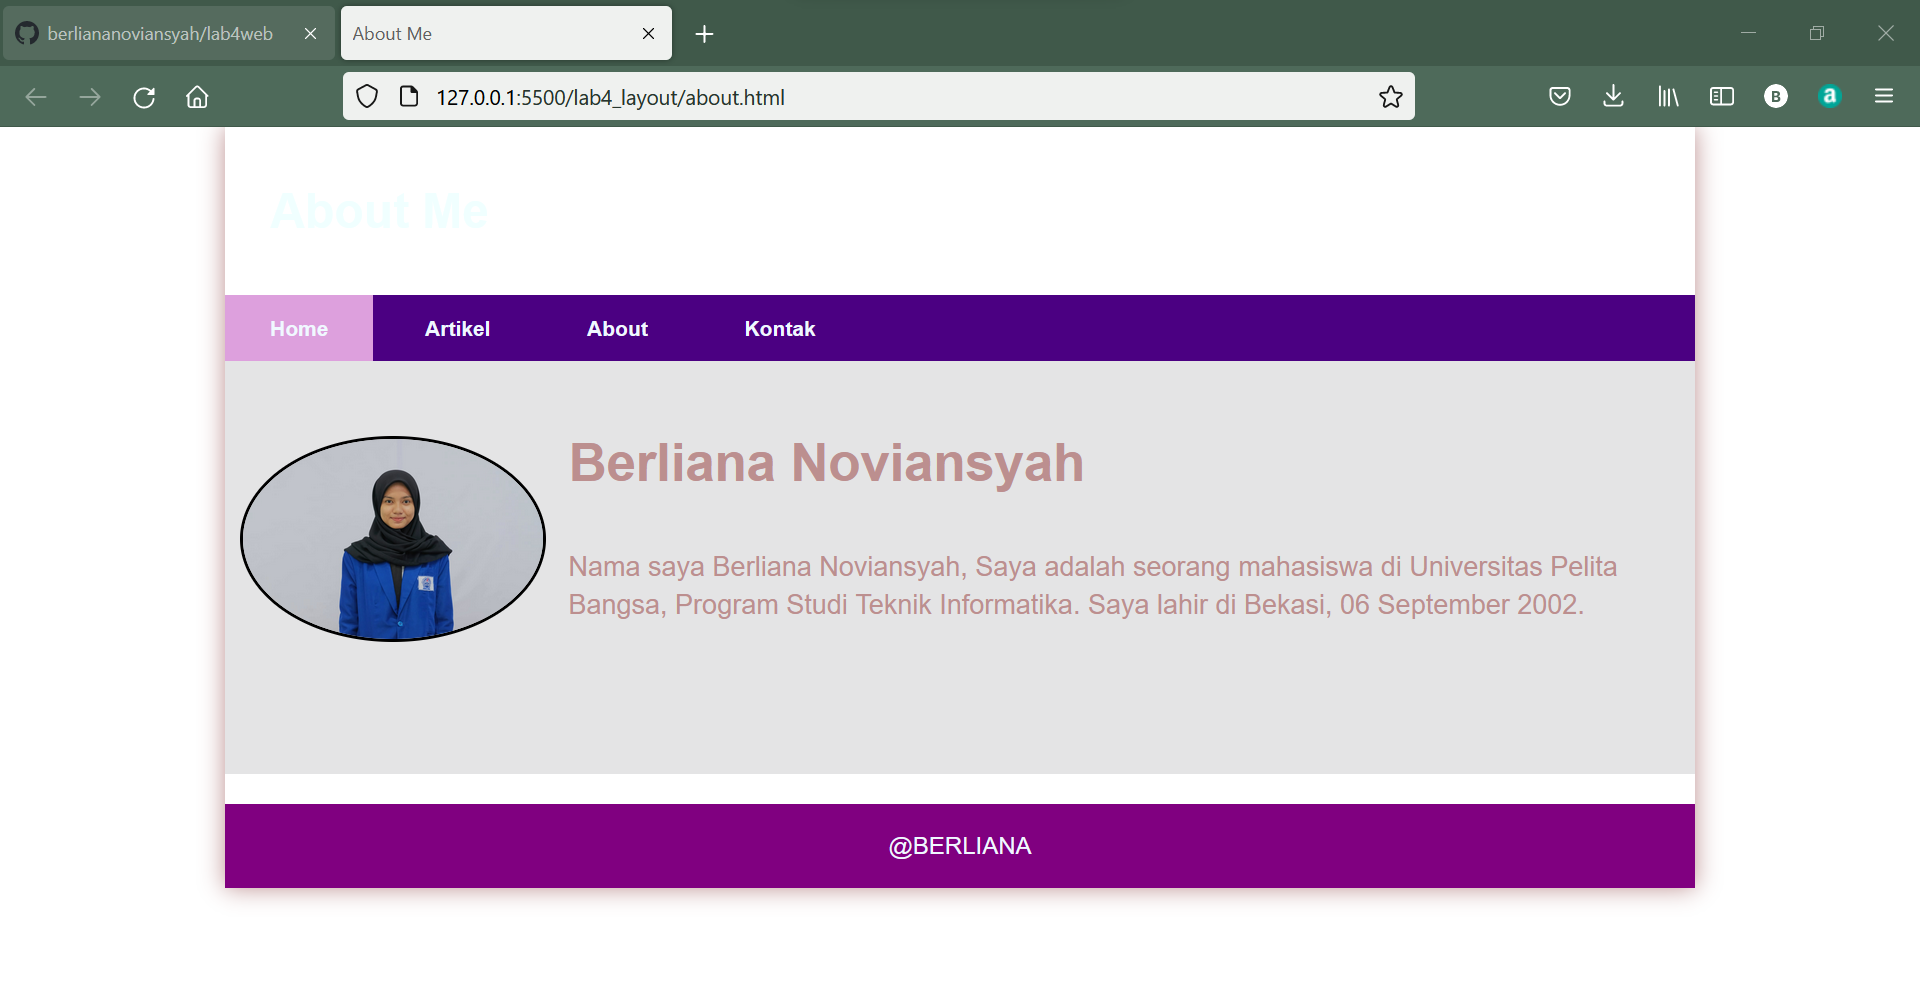 berliananoviansyah/lab4web
About Me
127.0.0.1:5500/lab4_layout/about.html
B
a
About Me
Home Artikel About Kontak
Berliana Noviansyah
Nama saya Berliana Noviansyah, Saya adalah seorang mahasiswa di Universitas Pelita
Bangsa, Program Studi Teknik Informatika. Saya lahir di Bekasi, 06 September 2002.
@BERLIANA